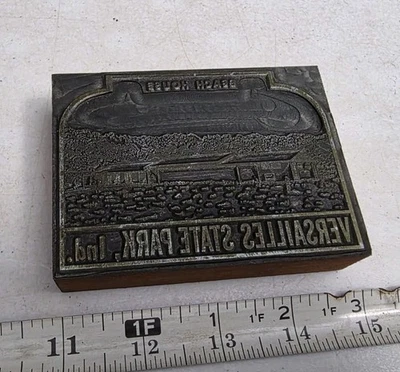 BEACH HOUSE
VERSAILLES STATE PARK, Ind.
1F 1 1F 2 1F 3
11 12 13 14 15